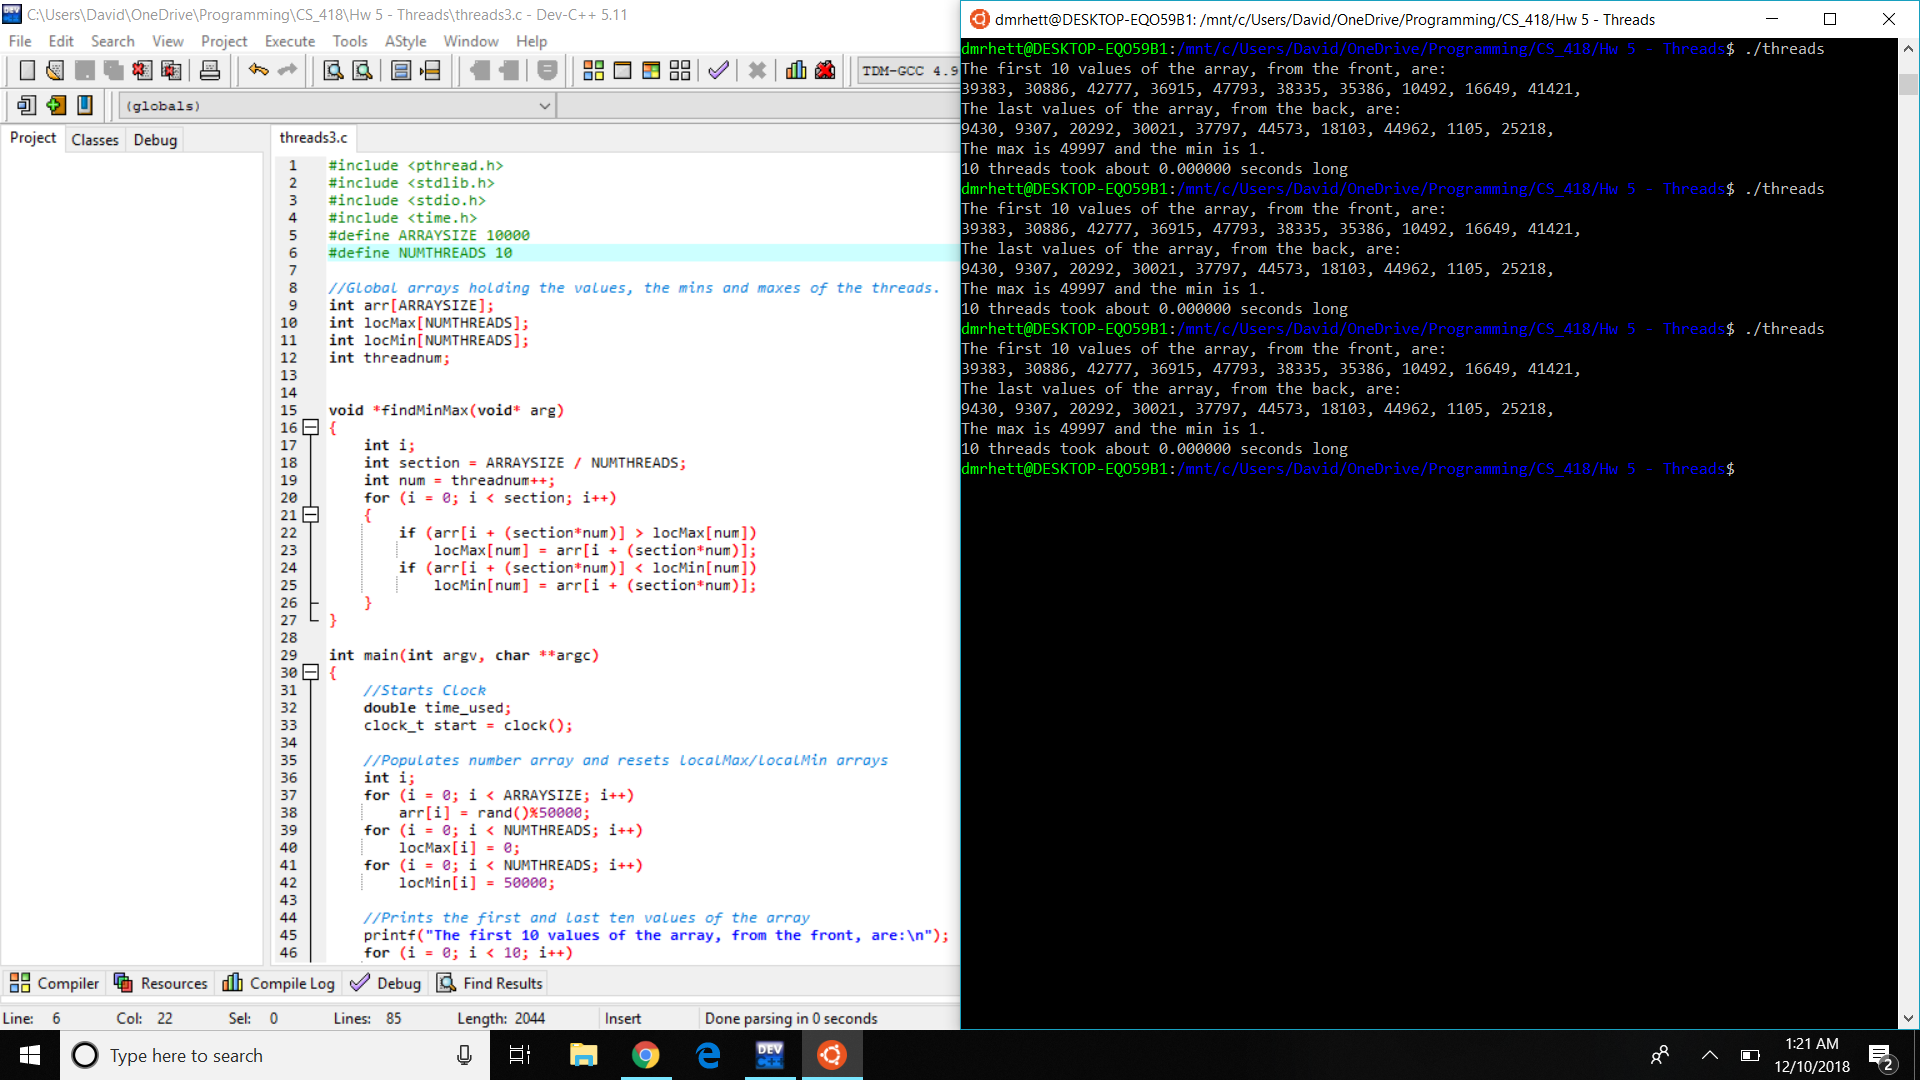 C:\Users\David\OneDrive\Programming\CS_418\Hw 5 - Threads\threads3.c - Dev-C++ 5.11
File Edit Search View Project Execute Tools AStyle Window Help
TDM-GCC 4.9
(globals)
Project Classes Debug
threads3.c
1 #include <pthread.h>
2 #include <stdlib.h>
3 #include <stdio.h>
4 #include <time.h>
5 #define ARRAYSIZE 10000
6 #define NUMTHREADS 10
7
8 //Global arrays holding the values, the mins and maxes of the threads.
9 int arr[ARRAYSIZE];
10 int locMax[NUMTHREADS];
11 int locMin[NUMTHREADS];
12 int threadnum;
13
14
15 void *findMinMax(void* arg)
16 {
17 int i;
18 int section = ARRAYSIZE / NUMTHREADS;
19 int num = threadnum++;
20 for (i = 0; i < section; i++)
21 {
22 if (arr[i + (section*num)] > locMax[num])
23 locMax[num] = arr[i + (section*num)];
24 if (arr[i + (section*num)] < locMin[num])
25 locMin[num] = arr[i + (section*num)];
26 }
27 }
28
29 int main(int argv, char **argc)
30 {
31 //Starts Clock
32 double time_used;
33 clock_t start = clock();
34
35 //Populates number array and resets localMax/localMin arrays
36 int i;
37 for (i = 0; i < ARRAYSIZE; i++)
38 arr[i] = rand()%50000;
39 for (i = 0; i < NUMTHREADS; i++)
40 locMax[i] = 0;
41 for (i = 0; i < NUMTHREADS; i++)
42 locMin[i] = 50000;
43
44 //Prints the first and last ten values of the array
45 printf("The first 10 values of the array, from the front, are:\n");
46 for (i = 0; i < 10; i++)
Compiler Resources Compile Log Debug Find Results
Line: 6 Col: 22 Sel: 0 Lines: 85 Length: 2044 Insert Done parsing in 0 seconds
dmrhett@DESKTOP-EQO59B1: /mnt/c/Users/David/OneDrive/Programming/CS_418/Hw 5 - Threads
dmrhett@DESKTOP-EQO59B1:/mnt/c/Users/David/OneDrive/Programming/CS_418/Hw 5 - Threads$ ./threads
The first 10 values of the array, from the front, are:
39383, 30886, 42777, 36915, 47793, 38335, 35386, 10492, 16649, 41421,
The last values of the array, from the back, are:
9430, 9307, 20292, 30021, 37797, 44573, 18103, 44962, 1105, 25218,
The max is 49997 and the min is 1.
10 threads took about 0.000000 seconds long
dmrhett@DESKTOP-EQO59B1:/mnt/c/Users/David/OneDrive/Programming/CS_418/Hw 5 - Threads$ ./threads
The first 10 values of the array, from the front, are:
39383, 30886, 42777, 36915, 47793, 38335, 35386, 10492, 16649, 41421,
The last values of the array, from the back, are:
9430, 9307, 20292, 30021, 37797, 44573, 18103, 44962, 1105, 25218,
The max is 49997 and the min is 1.
10 threads took about 0.000000 seconds long
dmrhett@DESKTOP-EQO59B1:/mnt/c/Users/David/OneDrive/Programming/CS_418/Hw 5 - Threads$ ./threads
The first 10 values of the array, from the front, are:
39383, 30886, 42777, 36915, 47793, 38335, 35386, 10492, 16649, 41421,
The last values of the array, from the back, are:
9430, 9307, 20292, 30021, 37797, 44573, 18103, 44962, 1105, 25218,
The max is 49997 and the min is 1.
10 threads took about 0.000000 seconds long
dmrhett@DESKTOP-EQO59B1:/mnt/c/Users/David/OneDrive/Programming/CS_418/Hw 5 - Threads$
Type here to search
DEV
1:21 AM
12/10/2018
2